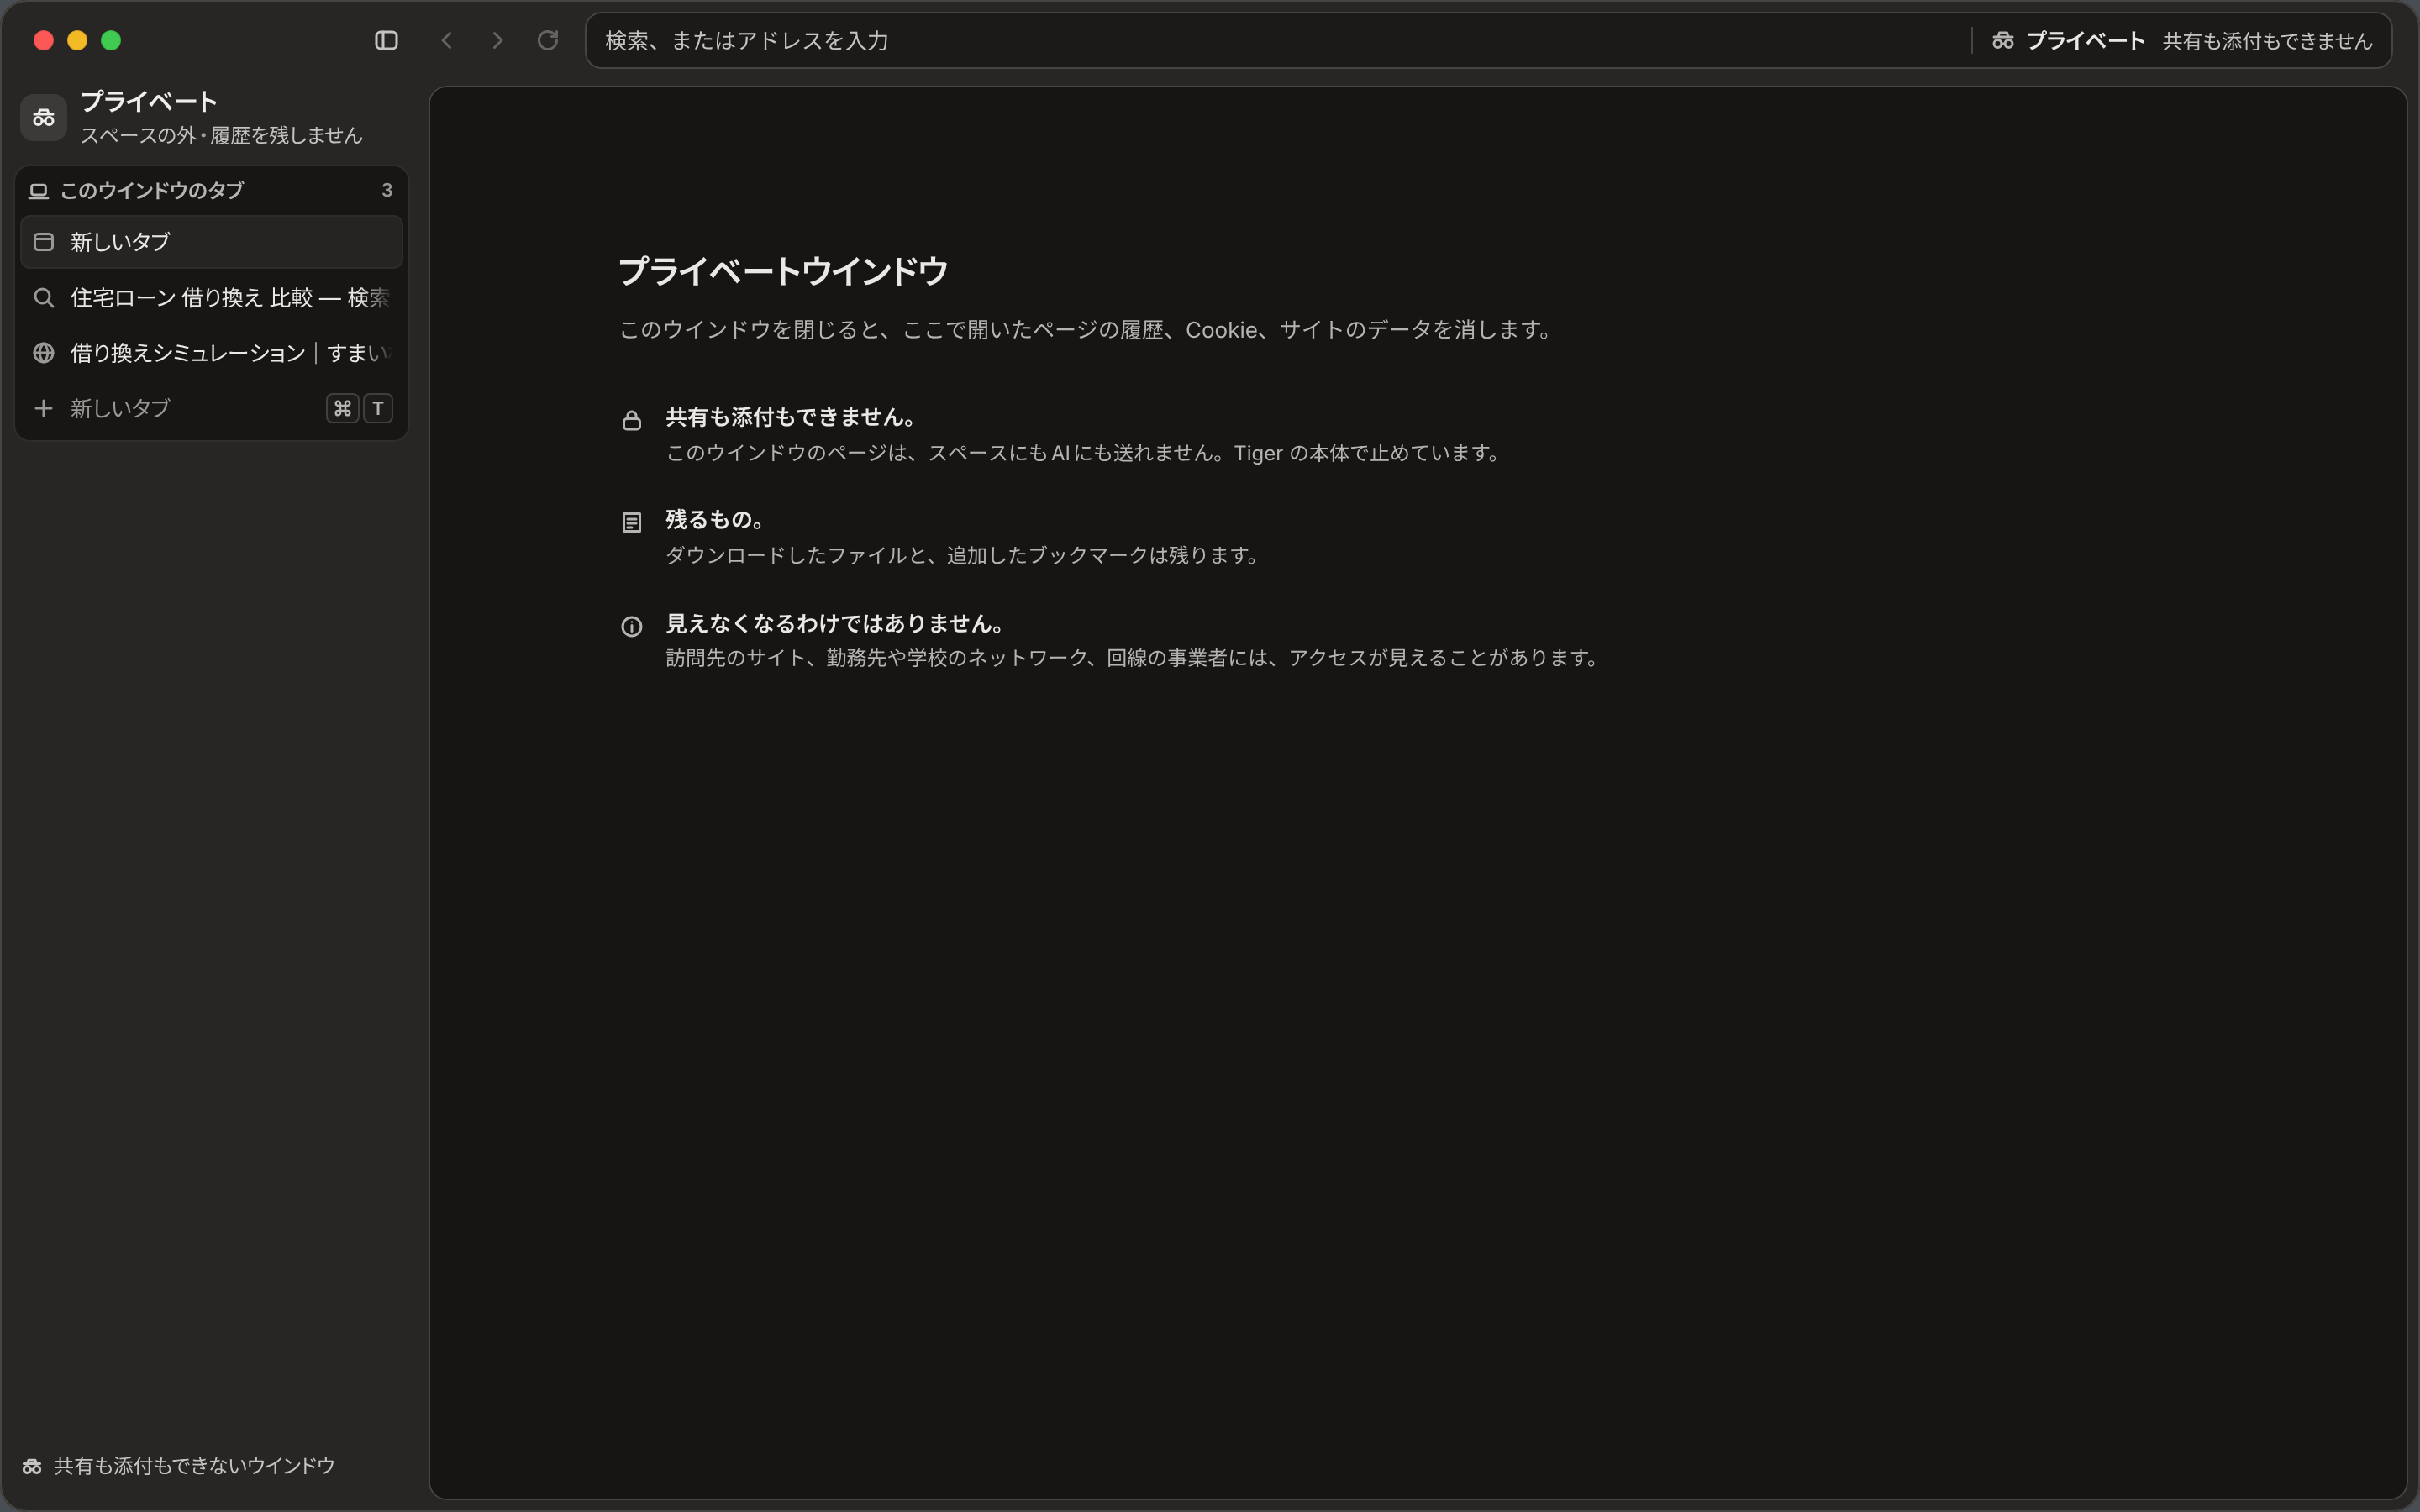 検索、またはアドレスを入力
プライベート 共有も添付もできません
プライベート
スペースの外・履歴を残しません
このウインドウのタブ 3
新しいタブ
住宅ローン 借り換え 比較 — 検索
借り換えシミュレーション｜すまい
新しいタブ ⌘ T
共有も添付もできないウインドウ
プライベートウインドウ
このウインドウを閉じると、ここで開いたページの履歴、Cookie、サイトのデータを消します。
共有も添付もできません。
このウインドウのページは、スペースにも AI にも送れません。Tiger の本体で止めています。
残るもの。
ダウンロードしたファイルと、追加したブックマークは残ります。
見えなくなるわけではありません。
訪問先のサイト、勤務先や学校のネットワーク、回線の事業者には、アクセスが見えることがあります。